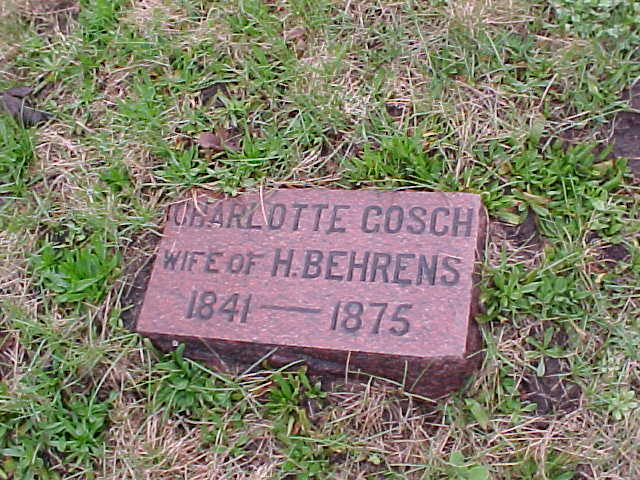 CHARLOTTE GOSCH
WIFE OF H. BEHRENS
1841 — 1875